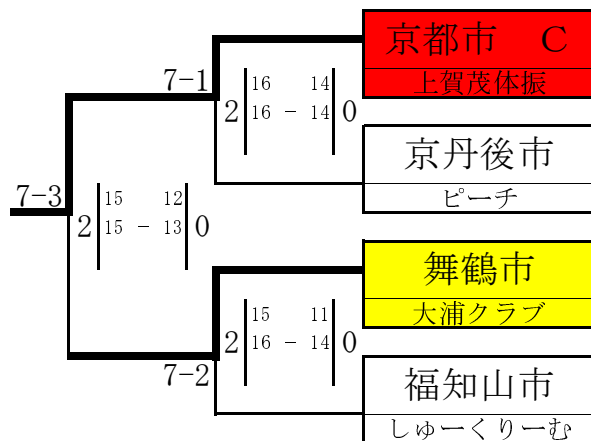 京都市 C
上賀茂体振
7-1
16 14
2 16 - 14 0
京丹後市
ピーチ
7-3
15 12
2 15 - 13 0
舞鶴市
大浦クラブ
15 11
2 16 - 14 0
7-2
福知山市
しゅーくりーむ